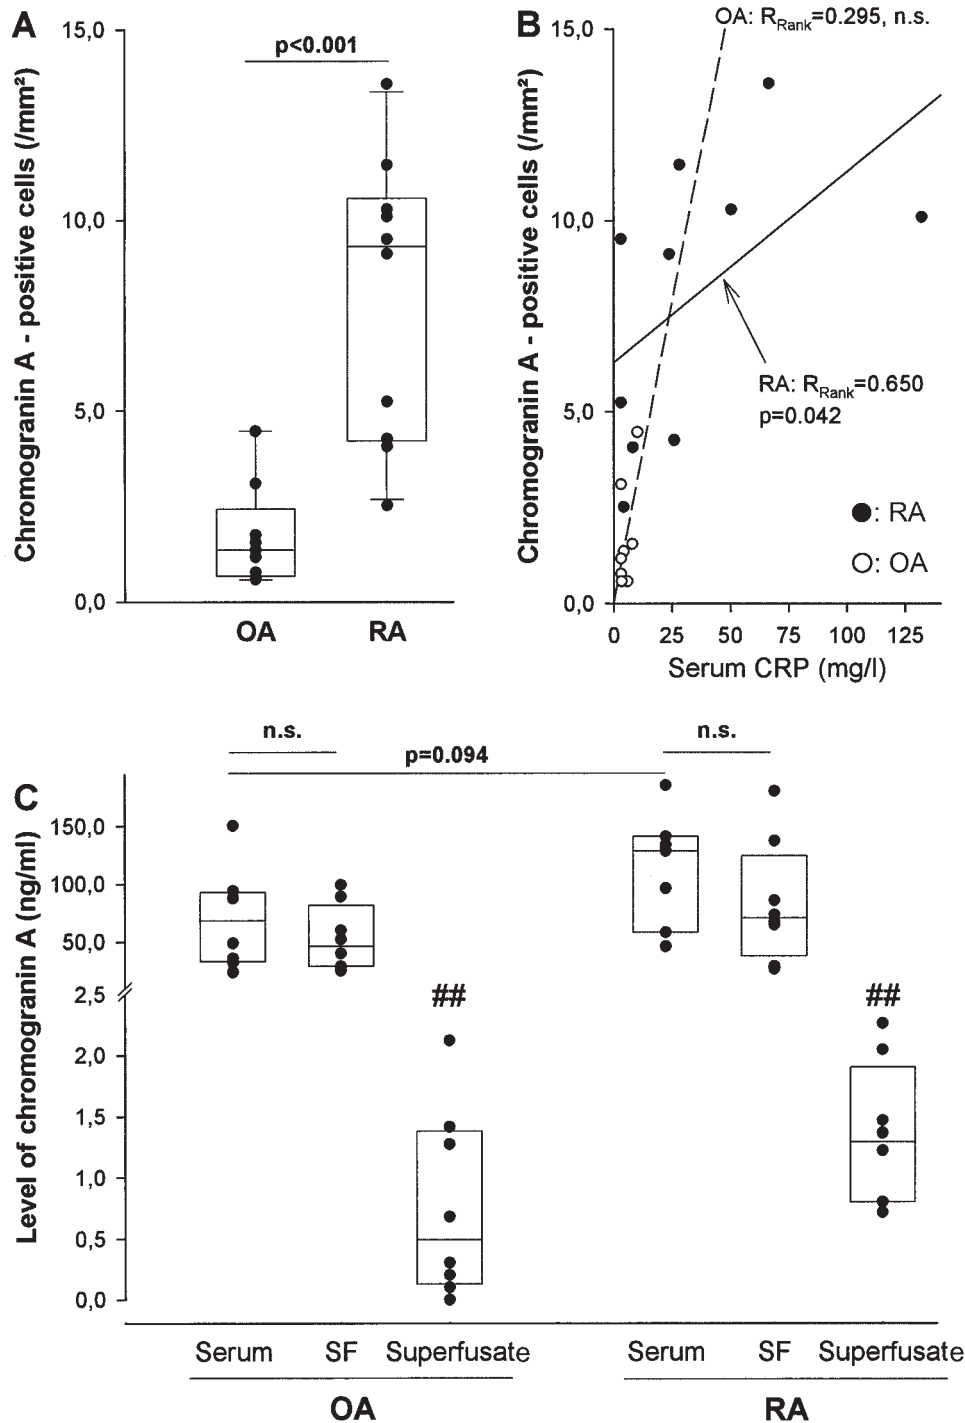 A
Chromogranin A - positive cells (/mm²)
15,0
10,0
5,0
0,0
p<0.001
OA RA
B
Chromogranin A - positive cells (/mm²)
15,0
10,0
5,0
0,0
OA: RRank=0.295, n.s.
RA: RRank=0.650
p=0.042
●: RA
○: OA
0 25 50 75 100 125
Serum CRP (mg/l)
C
Level of chromogranin A (ng/ml)
150,0
100,0
50,0
2,5
2,0
1,5
1,0
0,5
0,0
n.s.
p=0.094
n.s.
##
##
Serum SF Superfusate Serum SF Superfusate
OA RA